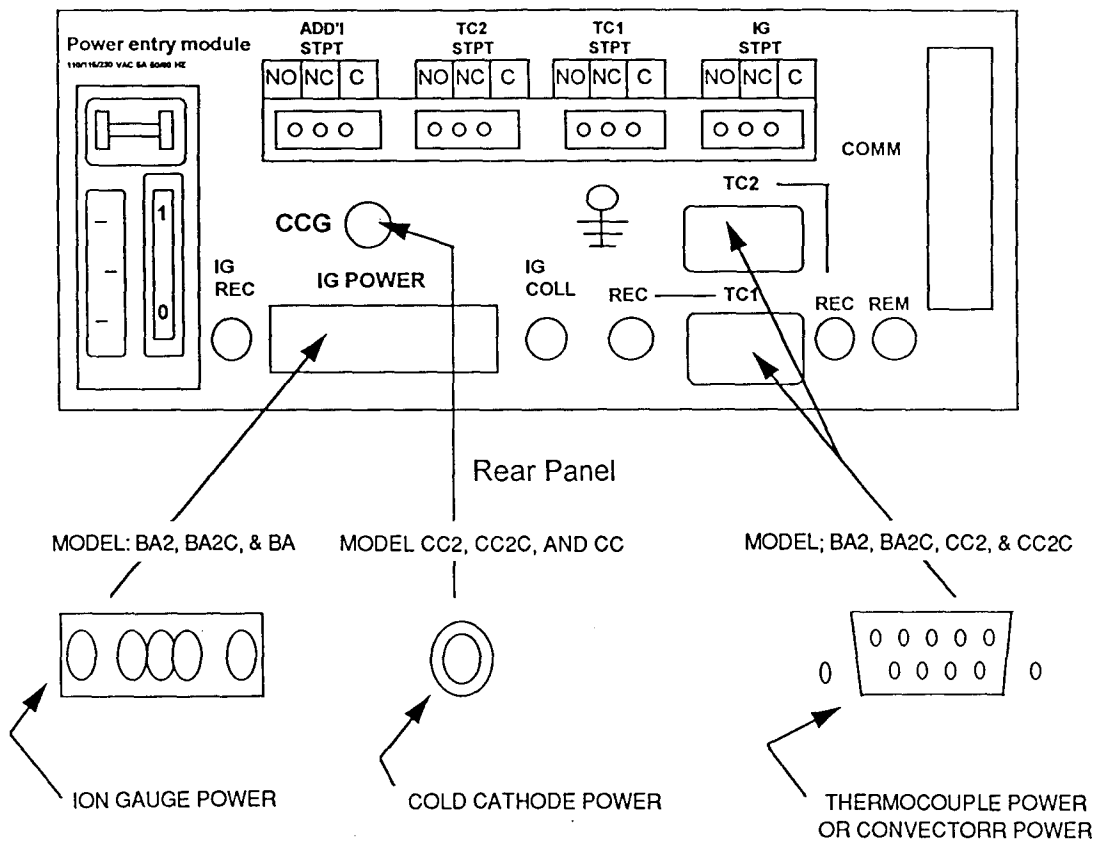 Power entry module
110/115/230 VAC 5A 50/60 HZ
ADD'I
STPT
TC2
STPT
TC1
STPT
IG
STPT
NO NC C
NO NC C
NO NC C
NO NC C
COMM
TC2
CCG
1
0
IG
REC
IG POWER
IG
COLL
REC
TC1
REC
REM
Rear Panel
MODEL: BA2, BA2C, & BA
MODEL CC2, CC2C, AND CC
MODEL; BA2, BA2C, CC2, & CC2C
ION GAUGE POWER
COLD CATHODE POWER
THERMOCOUPLE POWER
OR CONVECTORR POWER